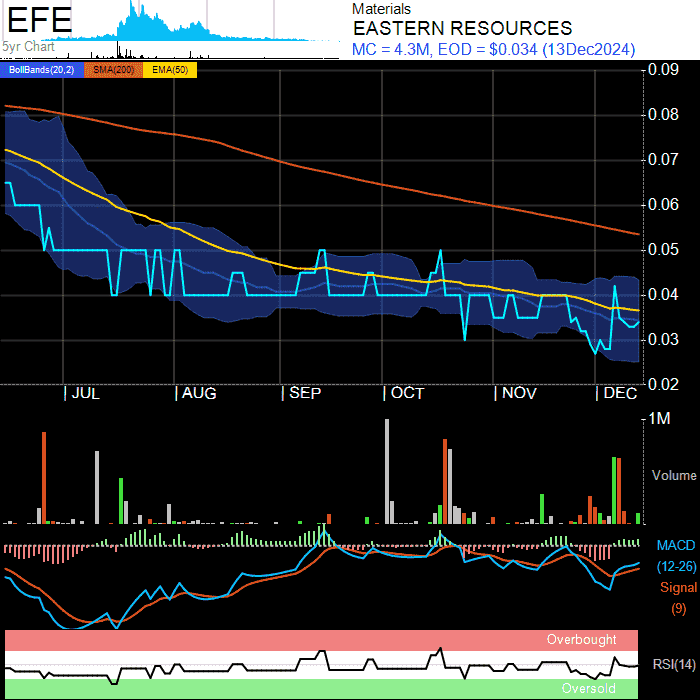 EFE
5yr Chart
Materials
EASTERN RESOURCES
MC = 4.3M, EOD = $0.034 (13Dec2024)
BollBands(20,2) SMA(200) EMA(50)
0.09
0.08
0.07
0.06
0.05
0.04
0.03
0.02
JUL AUG SEP OCT NOV DEC
1M
Volume
0
MACD
(12-26)
Signal
(9)
Overbought
RSI(14)
Oversold